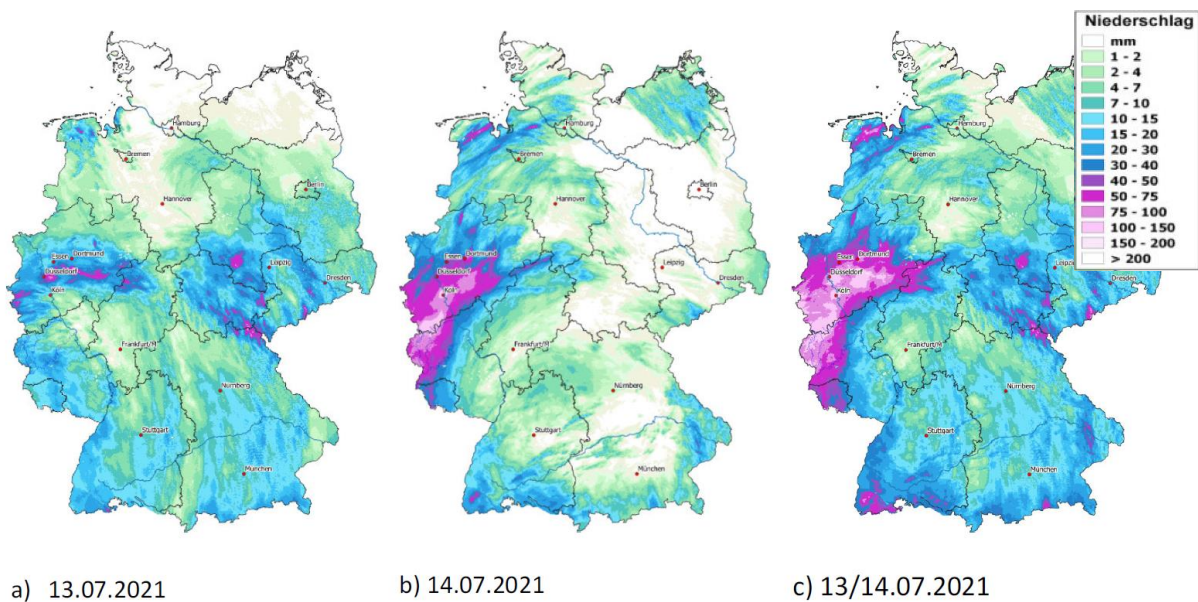 Niederschlag
mm
1 - 2
2 - 4
4 - 7
7 - 10
10 - 15
15 - 20
20 - 30
30 - 40
40 - 50
50 - 75
75 - 100
100 - 150
150 - 200
> 200
Hamburg
Bremen
Berlin
Hannover
Essen
Dortmund
Düsseldorf
Leipzig
Dresden
Köln
Frankfurt/M
Nürnberg
Stuttgart
München
Hamburg
Bremen
Berlin
Hannover
Essen
Dortmund
Düsseldorf
Leipzig
Dresden
Köln
Frankfurt/M
Nürnberg
Stuttgart
München
Hamburg
Bremen
Hannover
Essen
Dortmund
Düsseldorf
Leipzig
Dresden
Köln
Frankfurt/M
Nürnberg
Stuttgart
München
a) 13.07.2021
b) 14.07.2021
c) 13/14.07.2021